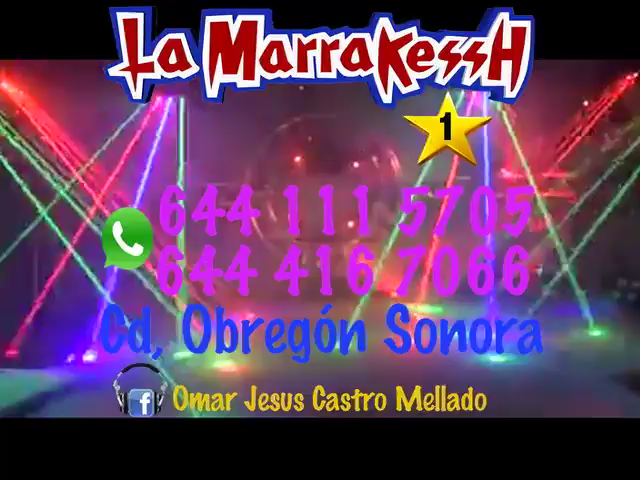 La MarraKessH
1
644 111 5705
644 416 7066
Cd, Obregón Sonora
f Omar Jesus Castro Mellado